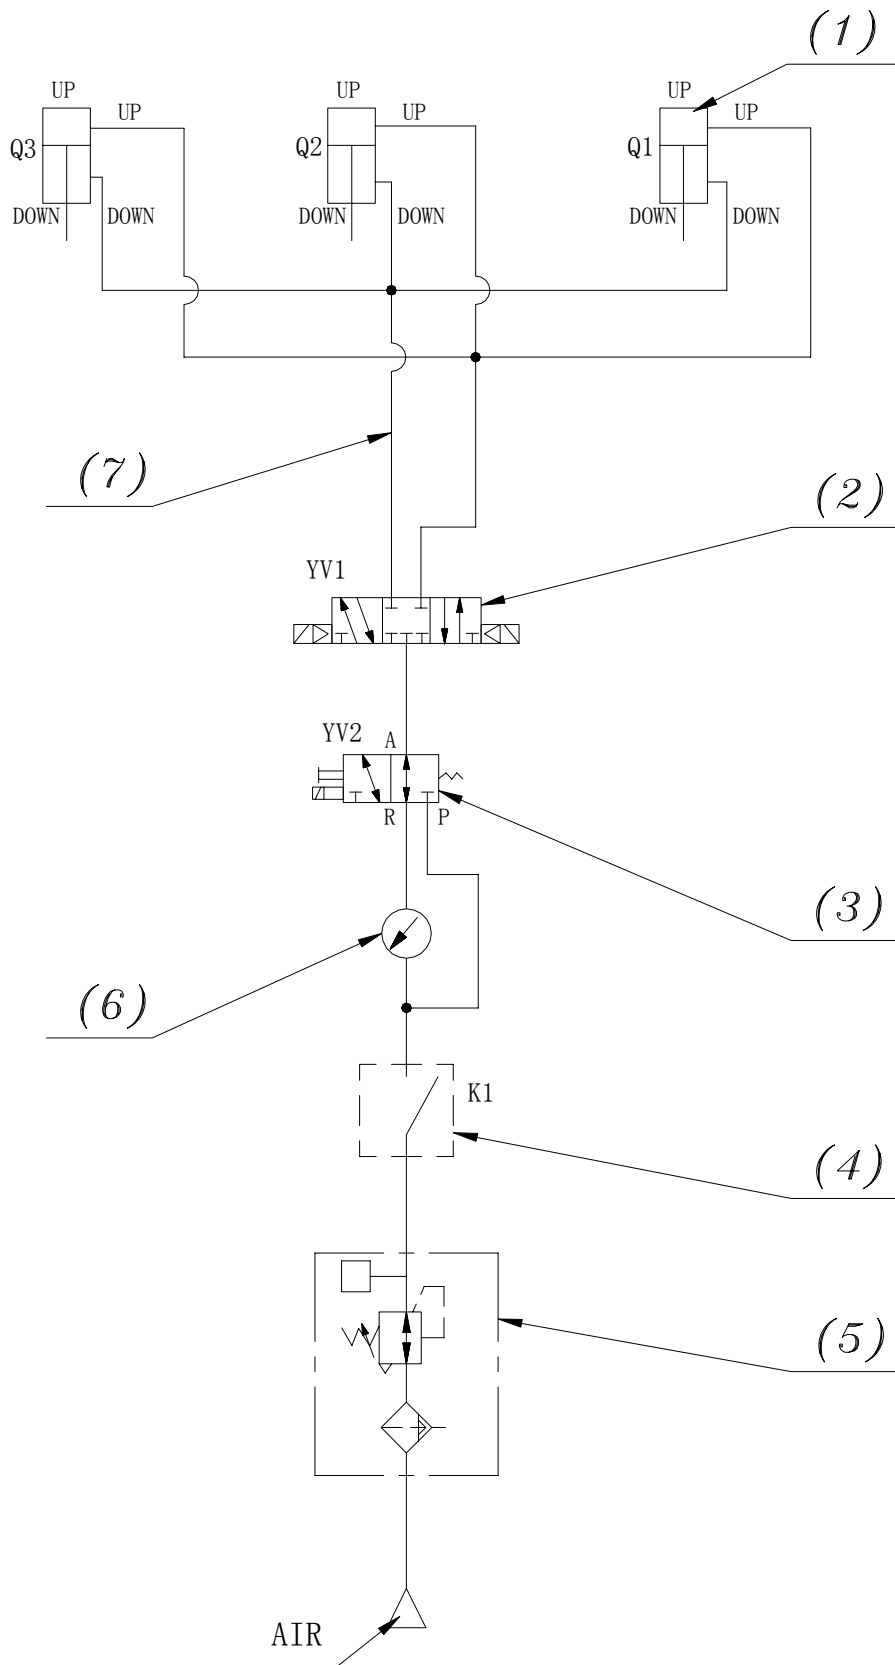 (1)
UP UP UP
UP UP UP
Q3 Q2 Q1
DOWN DOWN DOWN DOWN DOWN DOWN
(7)
(2)
YV1
YV2
A
R P
(3)
(6)
K1
(4)
(5)
AIR